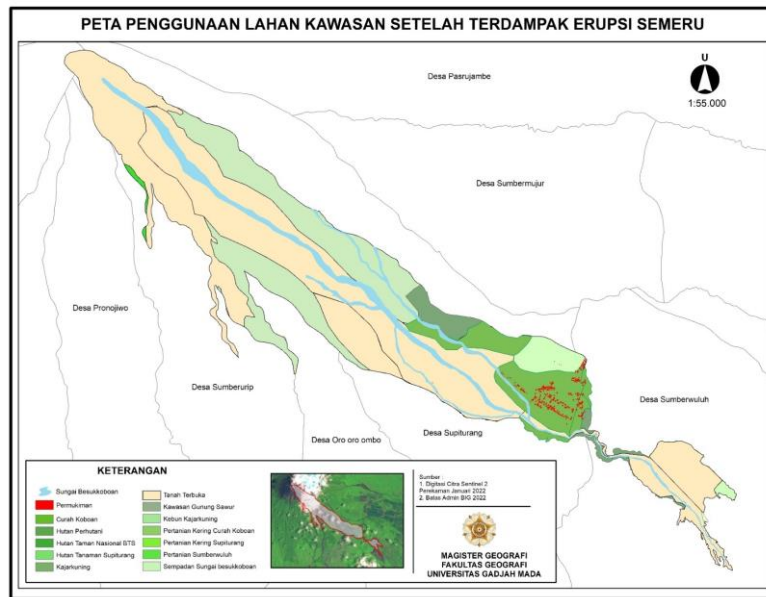 PETA PENGGUNAAN LAHAN KAWASAN SETELAH TERDAMPAK ERUPSI SEMERU
U
1:55.000
Desa Pasrujambe
Desa Sumbermujur
Desa Pronojiwo
Desa Sumberurip
Desa Oro oro ombo
Desa Supiturang
Desa Sumberwuluh
KETERANGAN
Sungai Besukkoboan
Permukiman
Curah Koboan
Hutan Perhutani
Hutan Taman Nasional BTS
Hutan Tanaman Supiturang
Kajarkuning
Tanah Terbuka
Kawasan Gunung Sawur
Kebun Kajarkuning
Pertanian Kering Curah Koboan
Pertanian Kering Supiturang
Pertanian Sumberwuluh
Sempadan Sungai besukkoboan
Sumber :
1. Digitasi Citra Sentinel 2
Perekaman Januari 2022
2. Batas Admin BIG 2022
MAGISTER GEOGRAFI
FAKULTAS GEOGRAFI
UNIVERSITAS GADJAH MADA